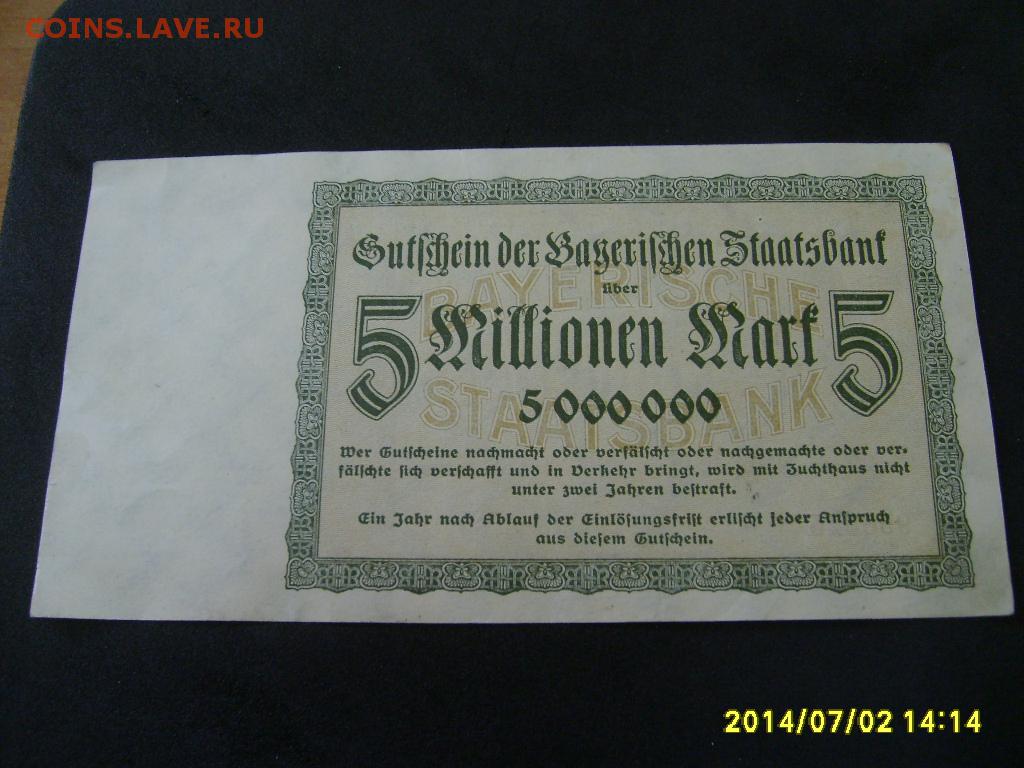 COINS.LAVE.RU
Gutschein der Bayerischen Staatsbank
über
5 Millionen Mark 5
5 000 000
BAYERISCHE
STAATSBANK
Wer Gutscheine nachmacht oder verfälscht oder nachgemachte oder ver-
fälschte sich verschafft und in Verkehr bringt, wird mit Zuchthaus nicht
unter zwei Jahren bestraft.
Ein Jahr nach Ablauf der Einlösungsfrist erlischt jeder Anspruch
aus diesem Gutschein.
2014/07/02 14:14